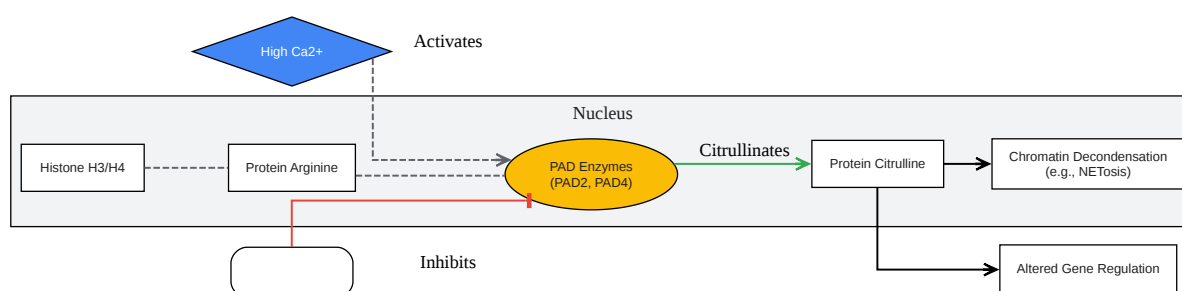 High Ca2+
Activates
Nucleus
Histone H3/H4
Protein Arginine
PAD Enzymes
(PAD2, PAD4)
Citrullinates
Protein Citrulline
Chromatin Decondensation
(e.g., NETosis)
Inhibits
Altered Gene Regulation